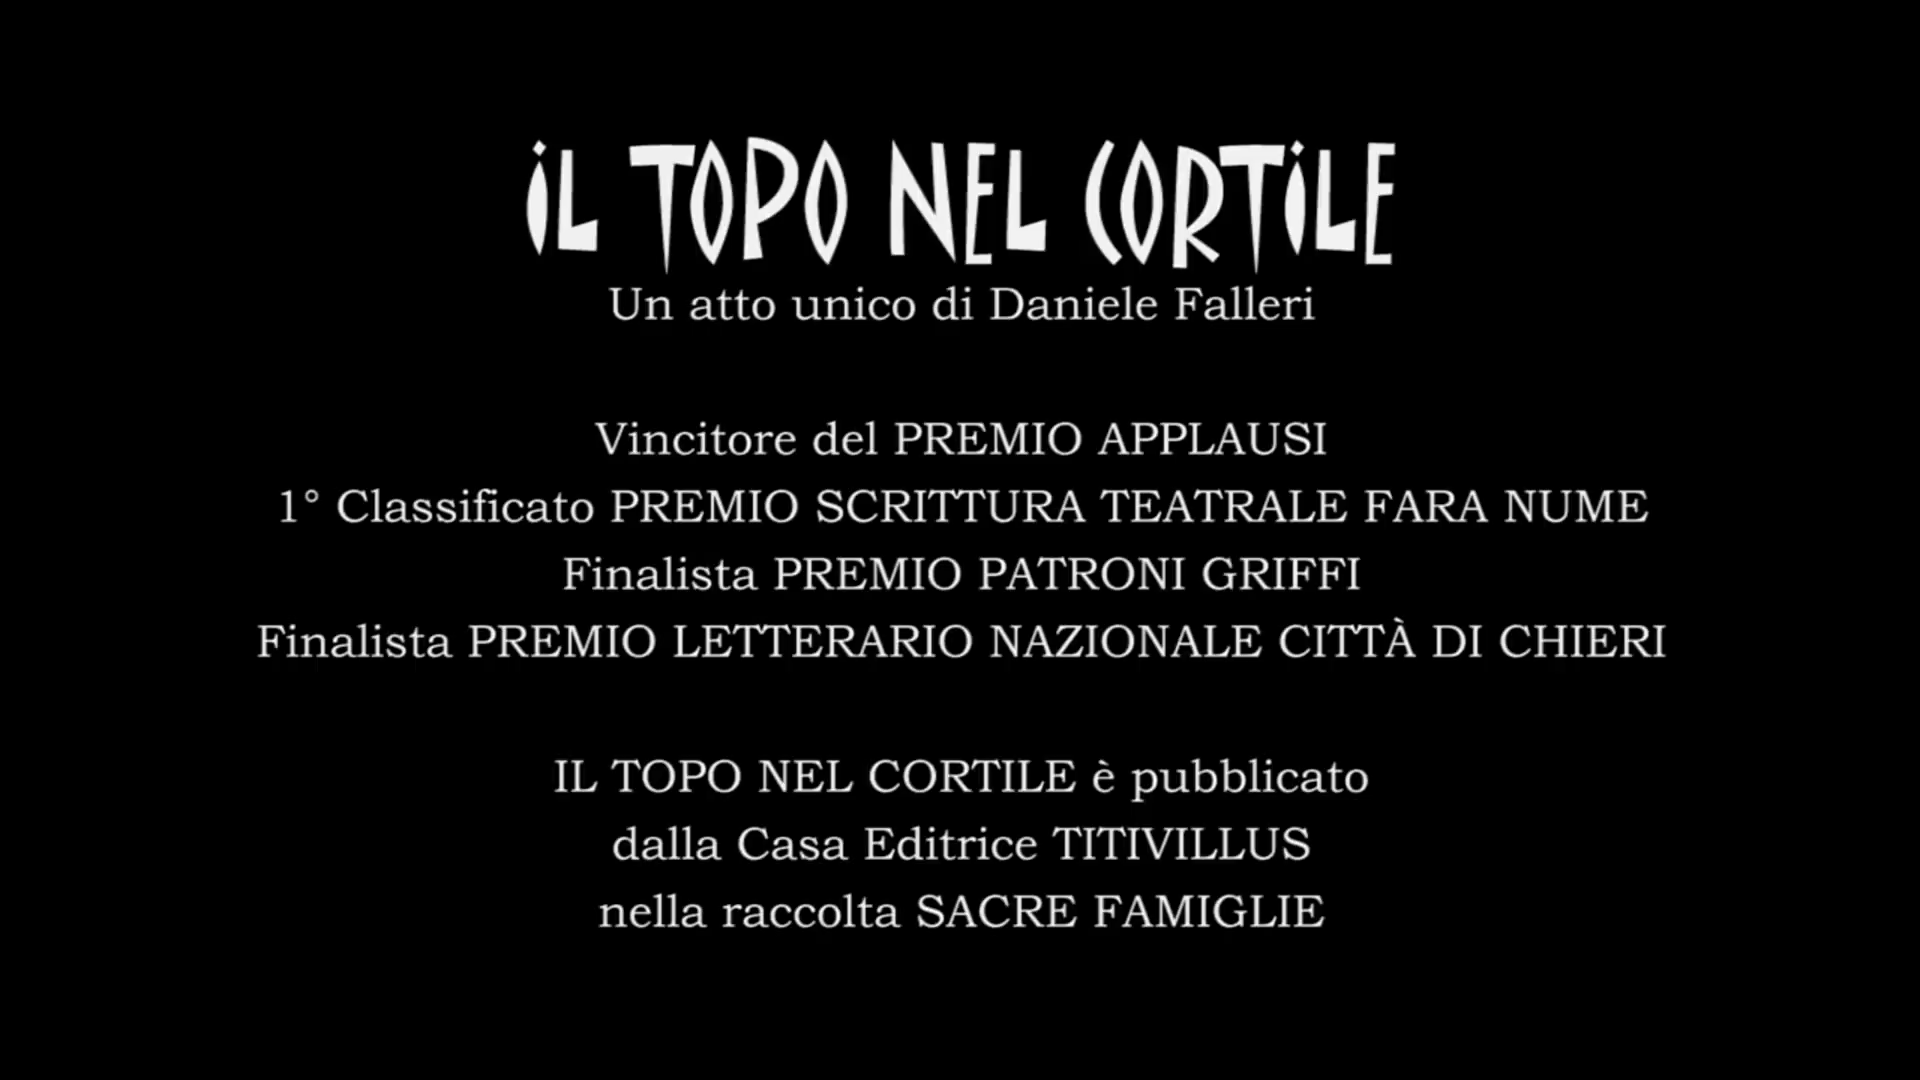 iL TOPO NEL CORTiLE
Un atto unico di Daniele Falleri
Vincitore del PREMIO APPLAUSI
1° Classificato PREMIO SCRITTURA TEATRALE FARA NUME
Finalista PREMIO PATRONI GRIFFI
Finalista PREMIO LETTERARIO NAZIONALE CITTÀ DI CHIERI
IL TOPO NEL CORTILE è pubblicato
dalla Casa Editrice TITIVILLUS
nella raccolta SACRE FAMIGLIE